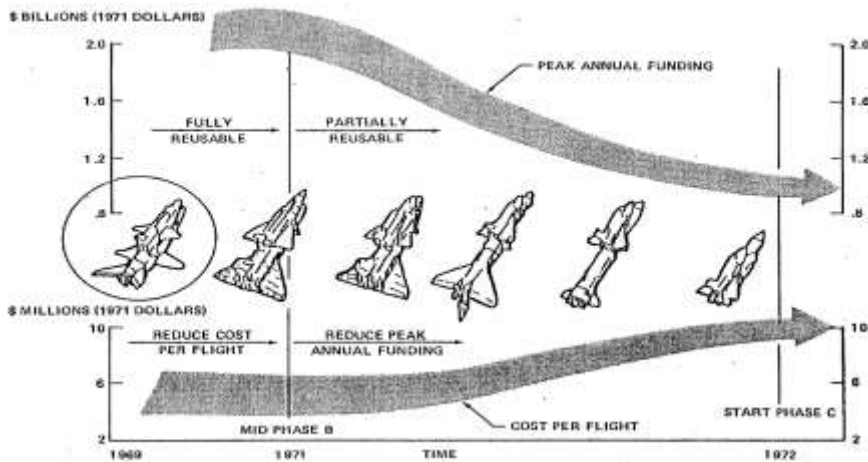 $ BILLIONS (1971 DOLLARS)
2.0
2.0
PEAK ANNUAL FUNDING
1.6
1.6
FULLY
REUSABLE
PARTIALLY
REUSABLE
1.2
1.2
.8
.8
$ MILLIONS (1971 DOLLARS)
10
10
REDUCE COST
PER FLIGHT
REDUCE PEAK
ANNUAL FUNDING
6
6
START PHASE C
MID PHASE B
COST PER FLIGHT
2
2
1969
1971
TIME
1972